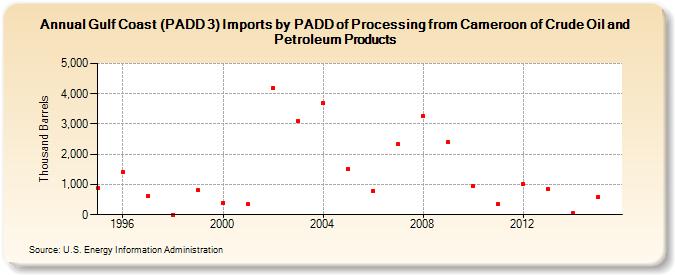 Annual Gulf Coast (PADD 3) Imports by PADD of Processing from Cameroon of Crude Oil and
Petroleum Products
Thousand Barrels
5,000
4,000
3,000
2,000
1,000
0
1996
2000
2004
2008
2012
Source: U.S. Energy Information Administration